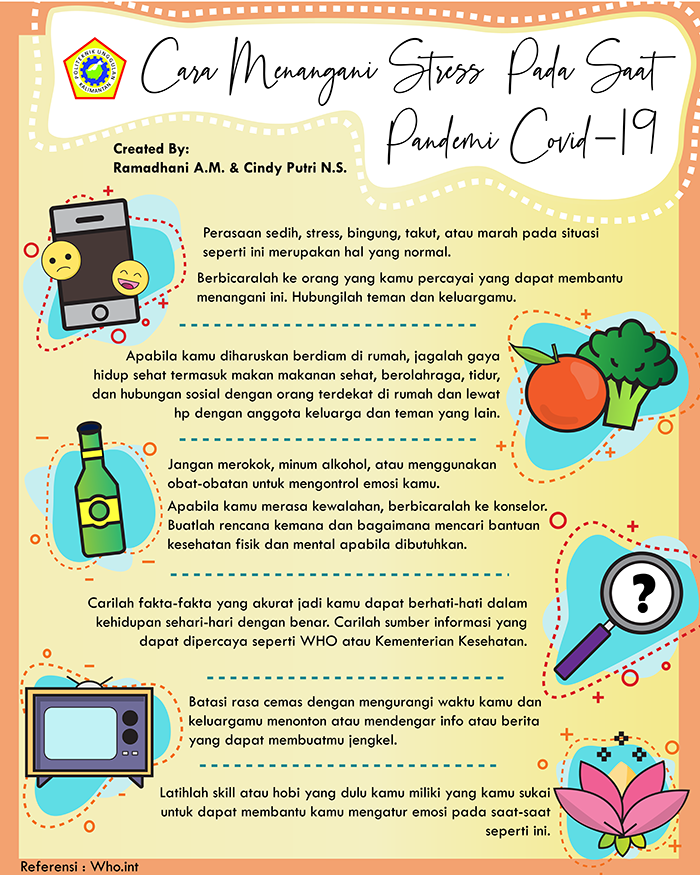 POLITEKNIK UNGGULAN
KALIMANTAN
Cara Menangani Stress Pada Saat
Pandemi Covid-19
Created By:
Ramadhani A.M. & Cindy Putri N.S.
Perasaan sedih, stress, bingung, takut, atau marah pada situasi
seperti ini merupakan hal yang normal.
Berbicaralah ke orang yang kamu percayai yang dapat membantu
menangani ini. Hubungilah teman dan keluargamu.
Apabila kamu diharuskan berdiam di rumah, jagalah gaya
hidup sehat termasuk makan makanan sehat, berolahraga, tidur,
dan hubungan sosial dengan orang terdekat di rumah dan lewat
hp dengan anggota keluarga dan teman yang lain.
Jangan merokok, minum alkohol, atau menggunakan
obat-obatan untuk mengontrol emosi kamu.
Apabila kamu merasa kewalahan, berbicaralah ke konselor.
Buatlah rencana kemana dan bagaimana mencari bantuan
kesehatan fisik dan mental apabila dibutuhkan.
?
Carilah fakta-fakta yang akurat jadi kamu dapat berhati-hati dalam
kehidupan sehari-hari dengan benar. Carilah sumber informasi yang
dapat dipercaya seperti WHO atau Kementerian Kesehatan.
Batasi rasa cemas dengan mengurangi waktu kamu dan
keluargamu menonton atau mendengar info atau berita
yang dapat membuatmu jengkel.
Latihlah skill atau hobi yang dulu kamu miliki yang kamu sukai
untuk dapat membantu kamu mengatur emosi pada saat-saat
seperti ini.
Referensi : Who.int